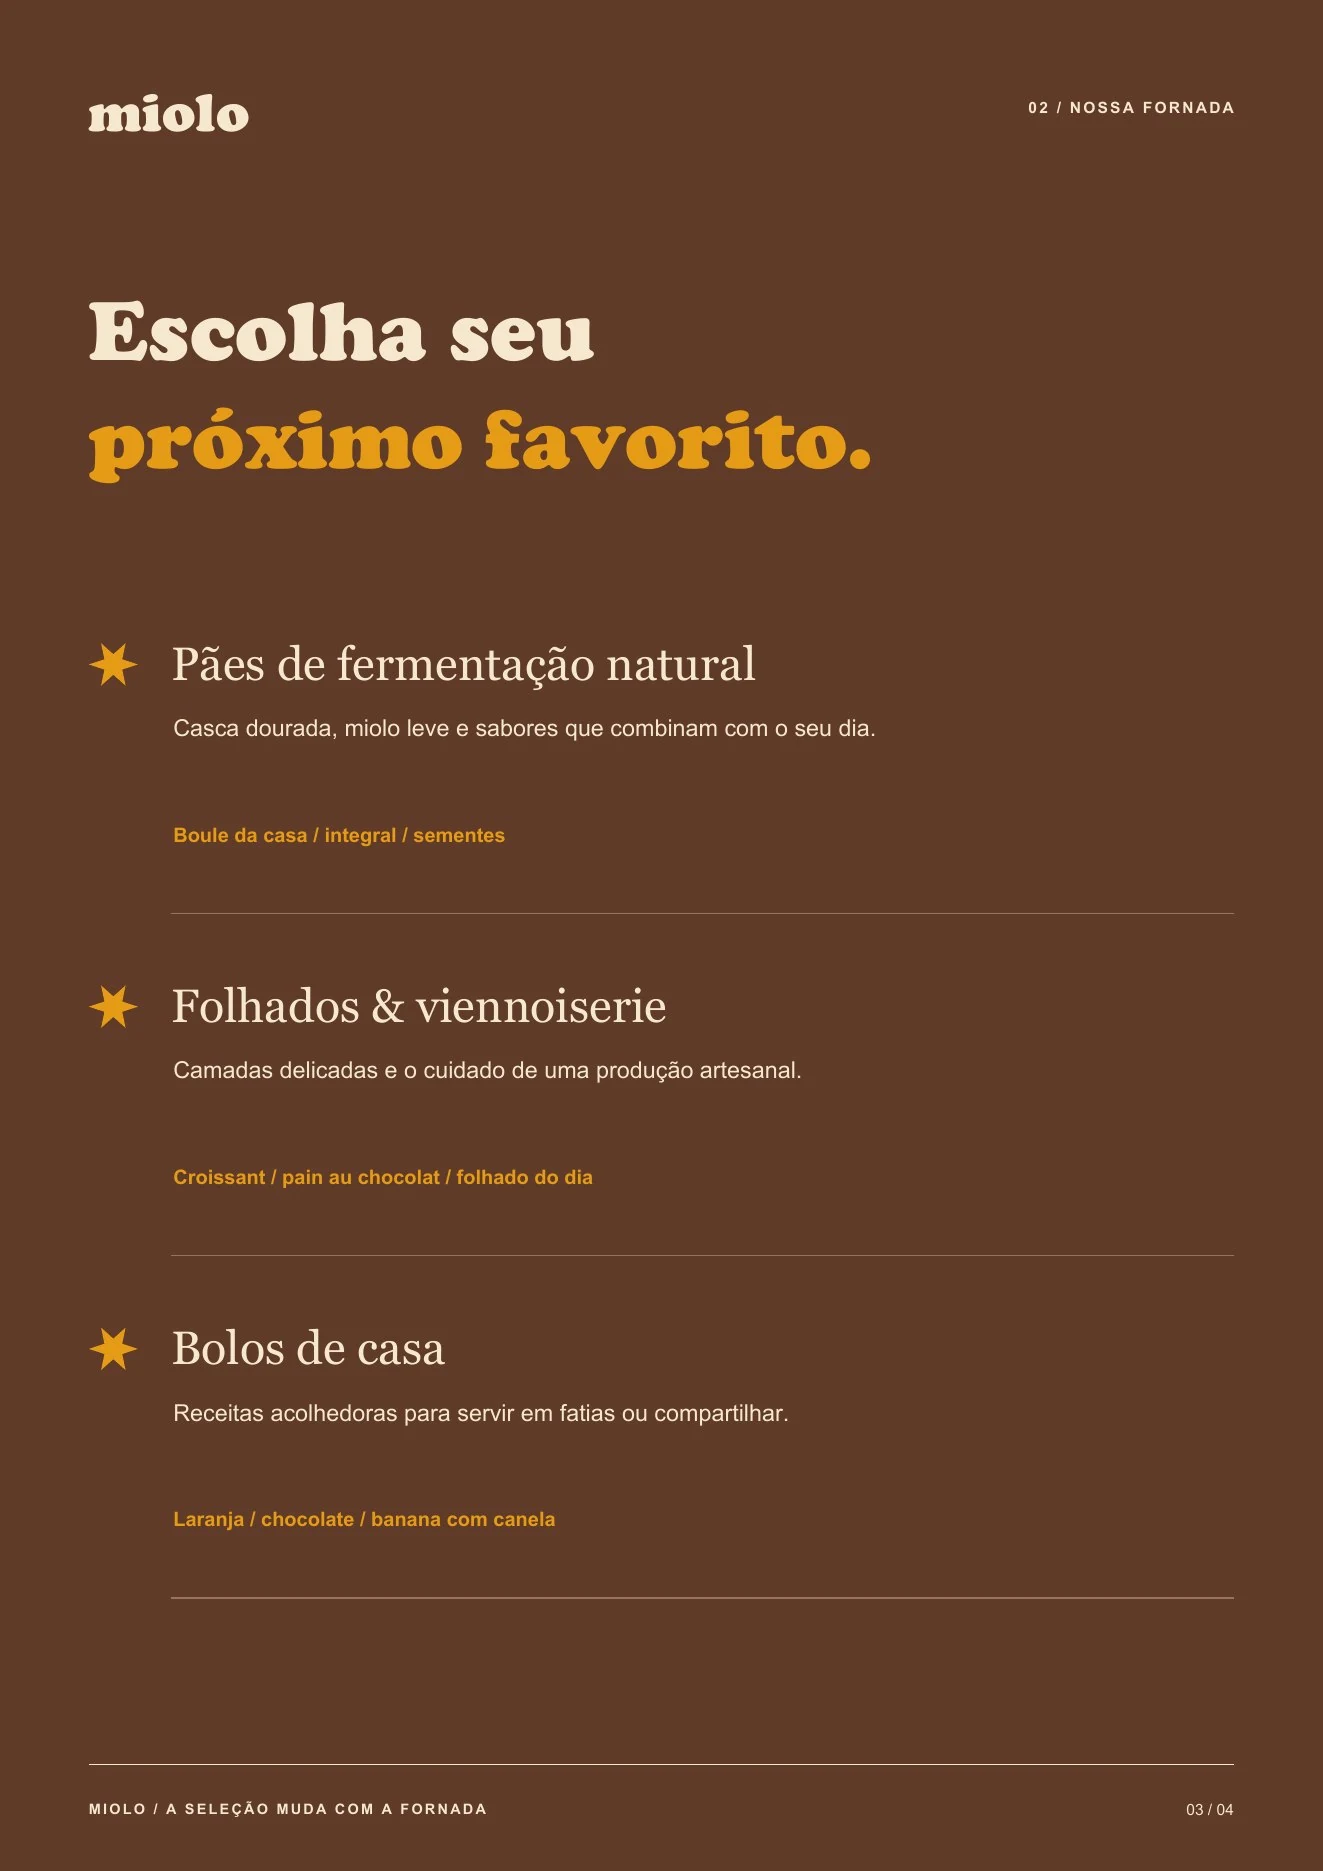 miolo
02 / NOSSA FORNADA
Escolha seu
próximo favorito.
Pães de fermentação natural
Casca dourada, miolo leve e sabores que combinam com o seu dia.
Boule da casa / integral / sementes
Folhados & viennoiserie
Camadas delicadas e o cuidado de uma produção artesanal.
Croissant / pain au chocolat / folhado do dia
Bolos de casa
Receitas acolhedoras para servir em fatias ou compartilhar.
Laranja / chocolate / banana com canela
MIOLO / A SELEÇÃO MUDA COM A FORNADA
03 / 04